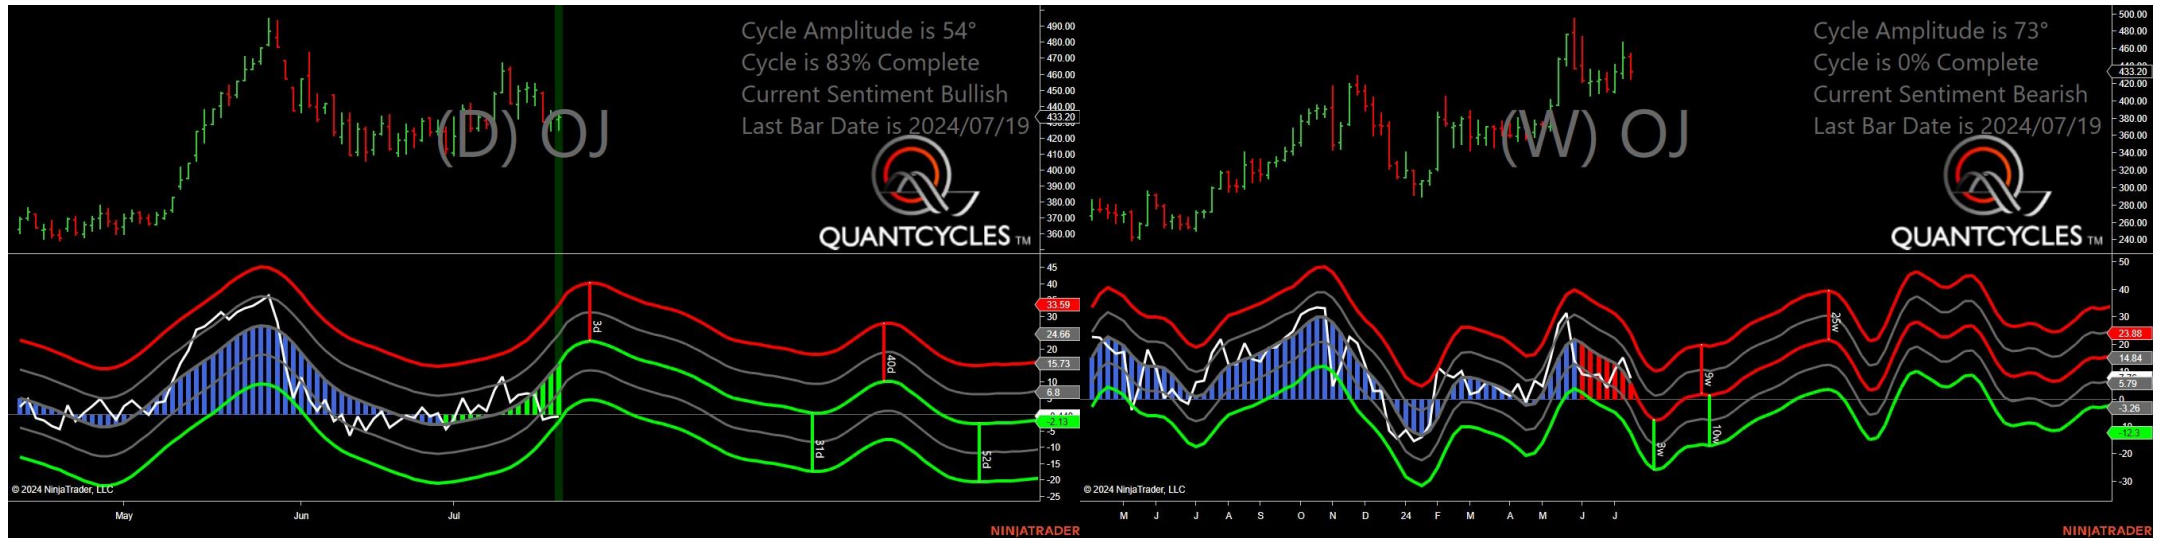 Cycle Amplitude is 54°
Cycle is 83% Complete
Current Sentiment Bullish
Last Bar Date is 2024/07/19
(D) OJ
QUANTCYCLES TM
490.00
480.00
470.00
460.00
450.00
440.00
433.20
420.00
410.00
400.00
390.00
380.00
370.00
360.00
45
40
33.59
30
24.66
20
15.73
10
6.8
5
-2.13
-5
-10
-15
-20
-25
3d
40d
31d
52d
© 2024 NinjaTrader, LLC
May Jun Jul
NINJATRADER
Cycle Amplitude is 73°
Cycle is 0% Complete
Current Sentiment Bearish
Last Bar Date is 2024/07/19
(W) OJ
QUANTCYCLES TM
500.00
480.00
460.00
433.20
420.00
400.00
380.00
360.00
340.00
320.00
300.00
280.00
260.00
240.00
50
40
30
23.88
20
14.84
5.79
0
-3.26
-12.3
-20
-30
25w
9w
10w
8w
© 2024 NinjaTrader, LLC
M J J A S O N D 24 F M A M J J
NINJATRADER